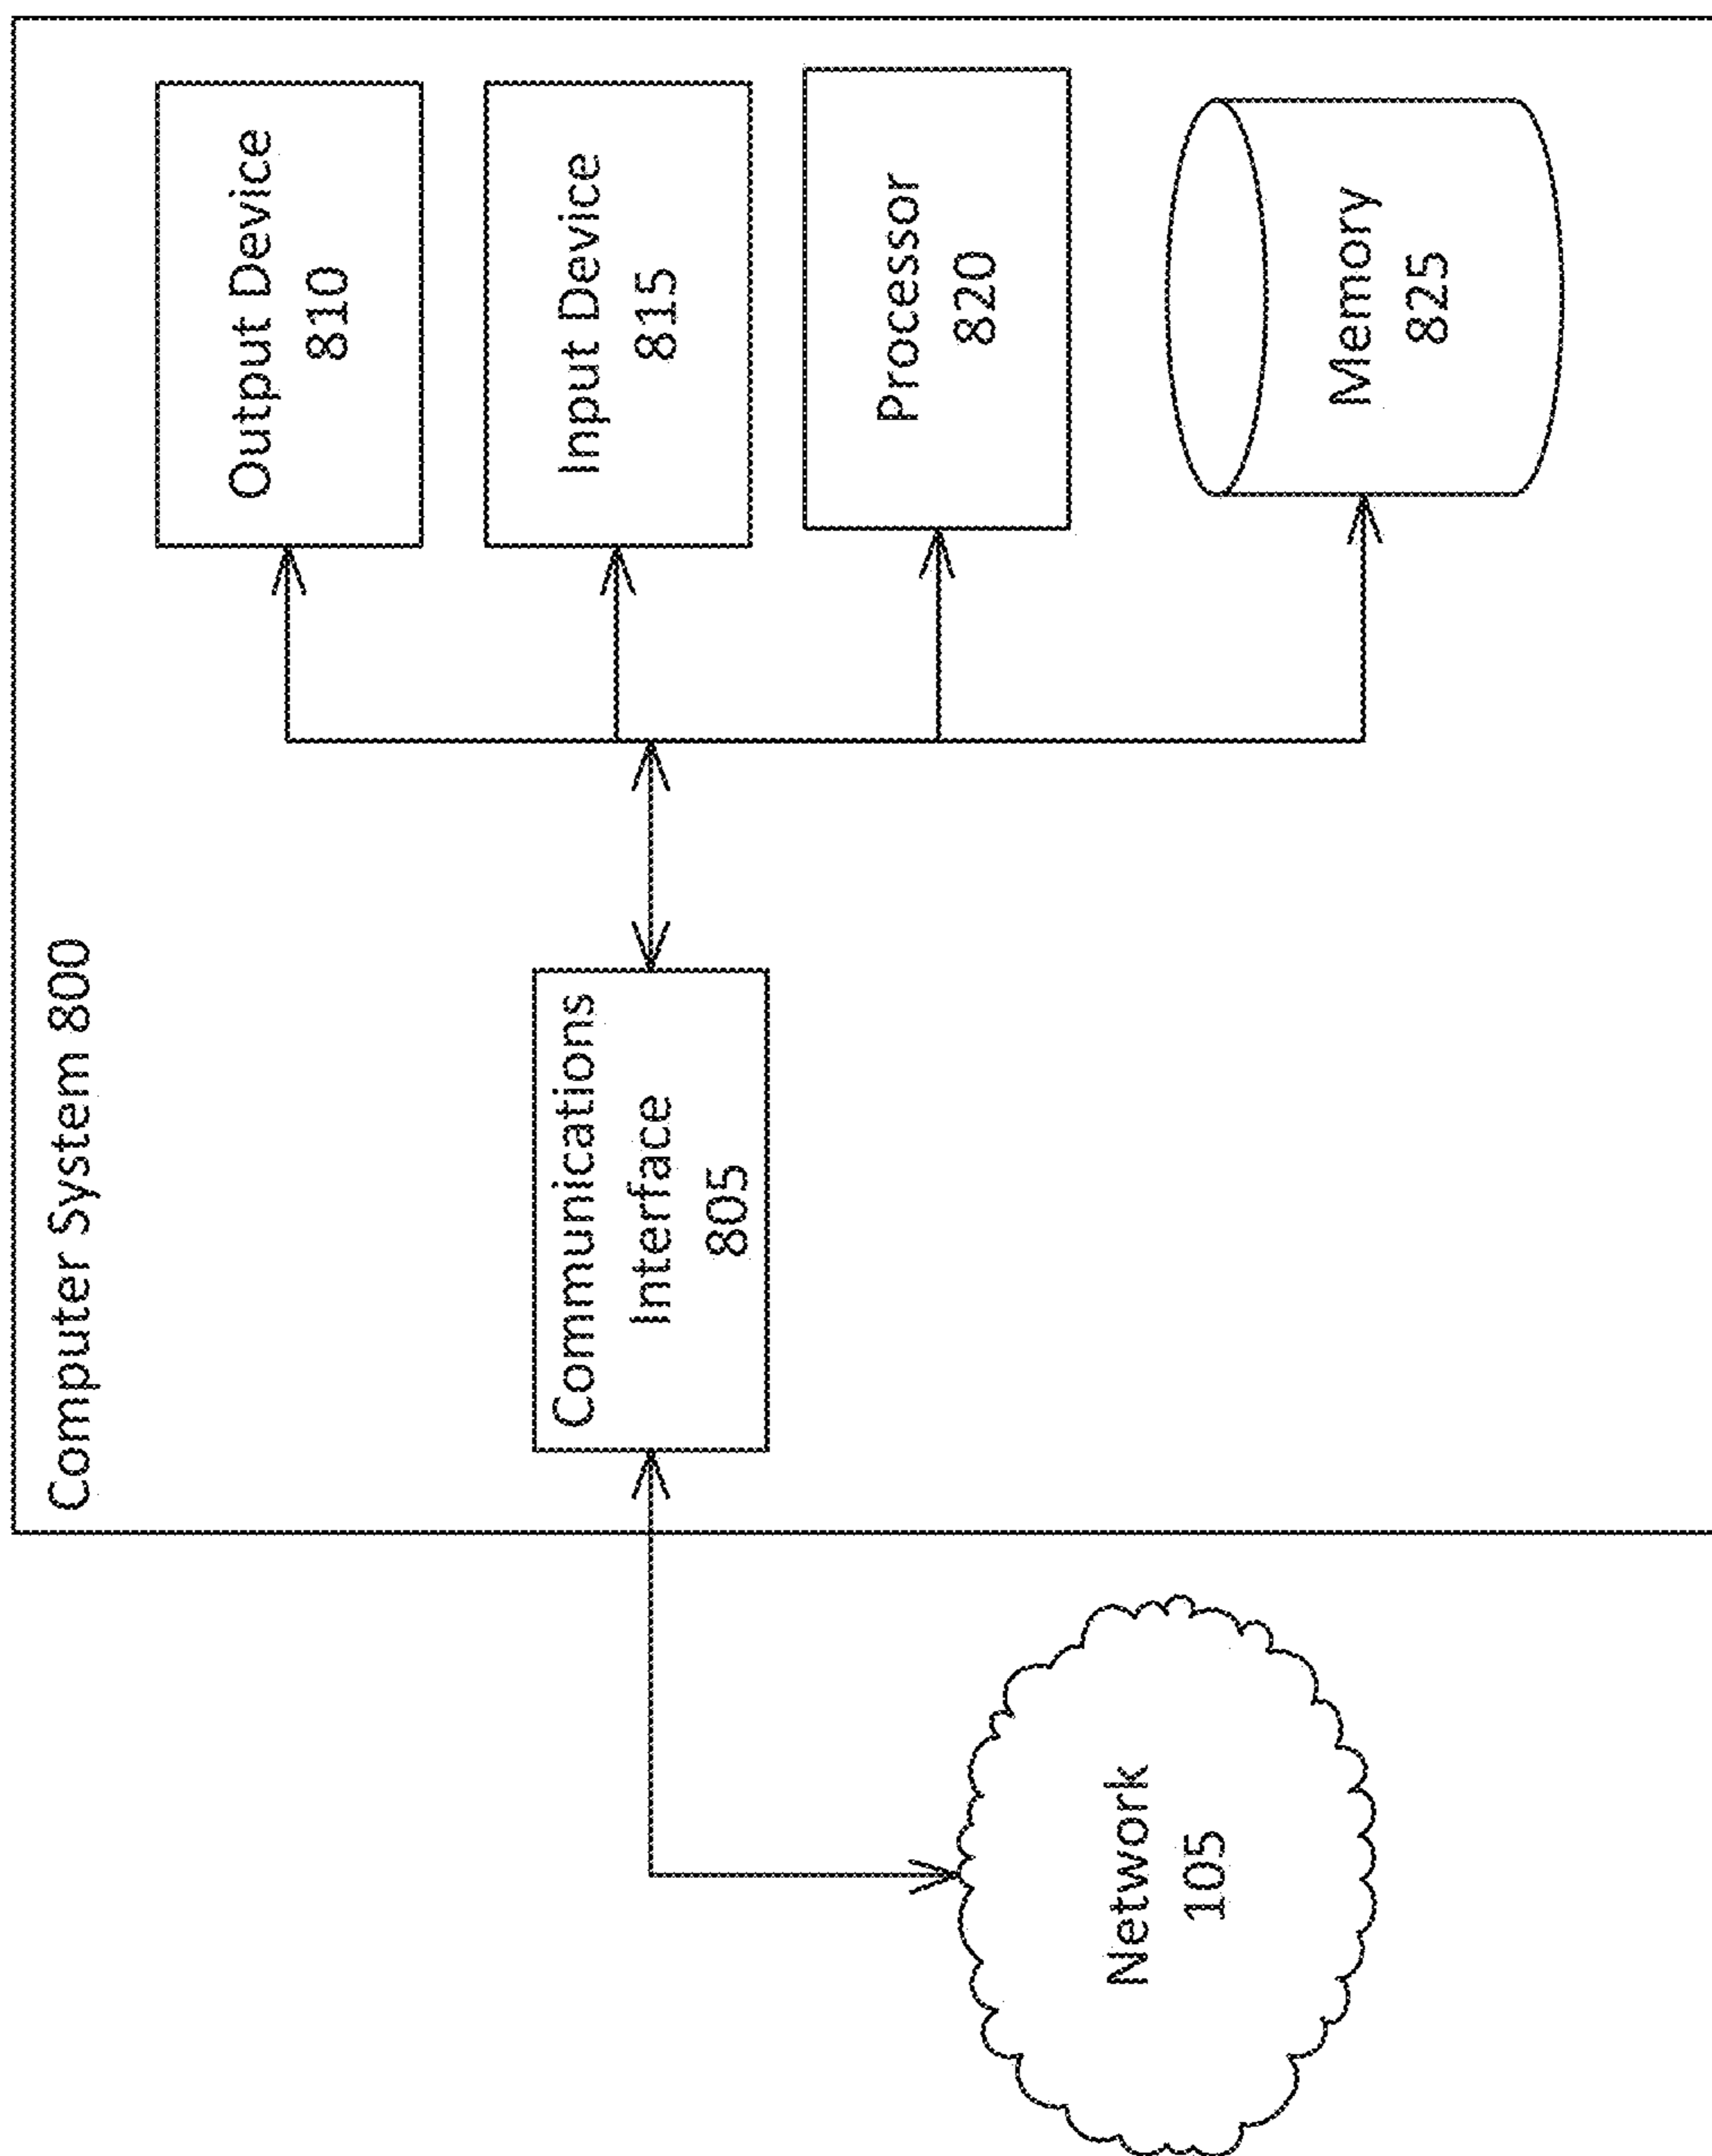 Computer System 800
Output Device
810
Input Device
815
Communications
Interface
805
Processor
820
Network
105
Memory
825